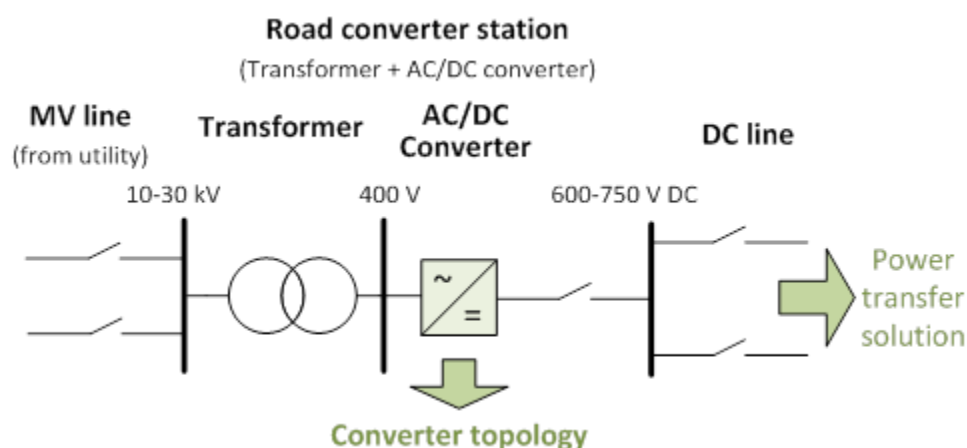 Road converter station
(Transformer + AC/DC converter)
MV line
(from utility)
Transformer
AC/DC
Converter
DC line
10-30 kV
400 V
600-750 V DC
~
=
Power
transfer
solution
Converter topology